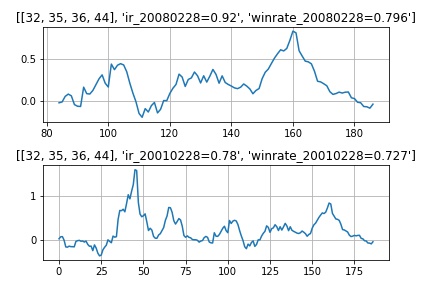 [[32, 35, 36, 44], 'ir_20080228=0.92', 'winrate_20080228=0.796']
0.5
0.0
80 100 120 140 160 180
[[32, 35, 36, 44], 'ir_20010228=0.78', 'winrate_20010228=0.727']
1
0
0 25 50 75 100 125 150 175